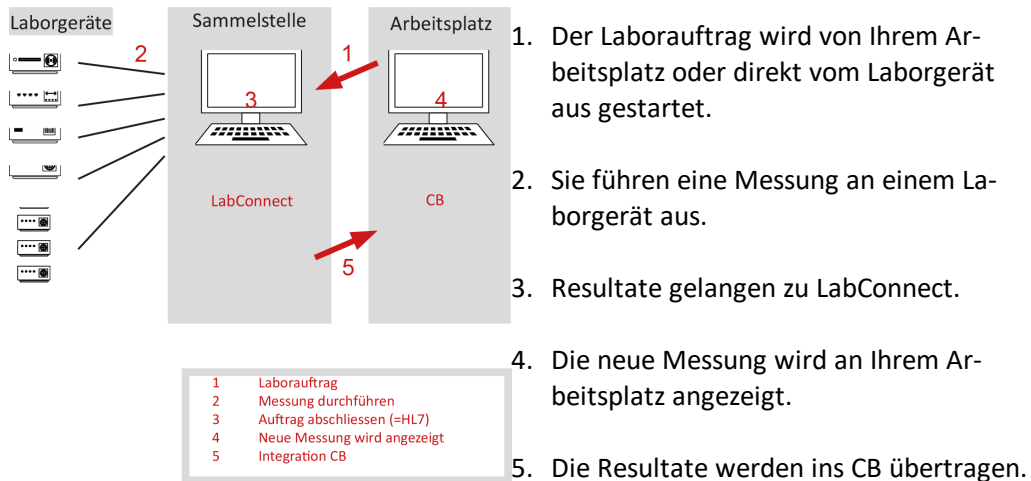 Laborgeräte
Sammelstelle
Arbeitsplatz
2
1
3
4
LabConnect
CB
5
1 Laborauftrag
2 Messung durchführen
3 Auftrag abschliessen (=HL7)
4 Neue Messung wird angezeigt
5 Integration CB
1. Der Laborauftrag wird von Ihrem Ar-
beitsplatz oder direkt vom Laborgerät
aus gestartet.
2. Sie führen eine Messung an einem La-
borgerät aus.
3. Resultate gelangen zu LabConnect.
4. Die neue Messung wird an Ihrem Ar-
beitsplatz angezeigt.
5. Die Resultate werden ins CB übertragen.